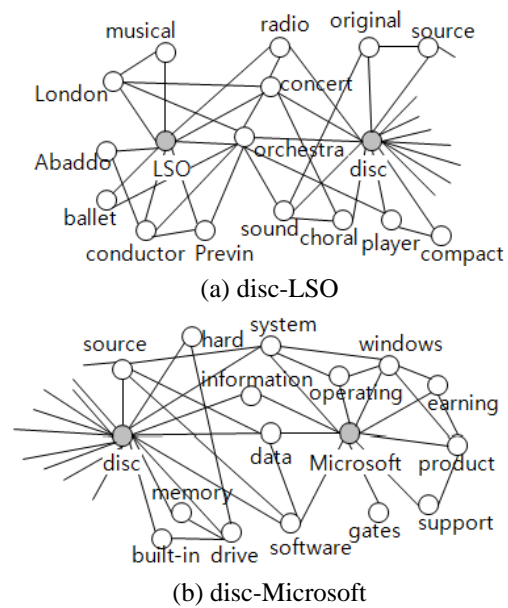 musical radio original source
London concert
Abaddo LSO orchestra disc
ballet sound choral player
conductor Previn compact
(a) disc-LSO
source hard system windows
information operating earning
disc data Microsoft product
memory support
built-in drive software gates
(b) disc-Microsoft